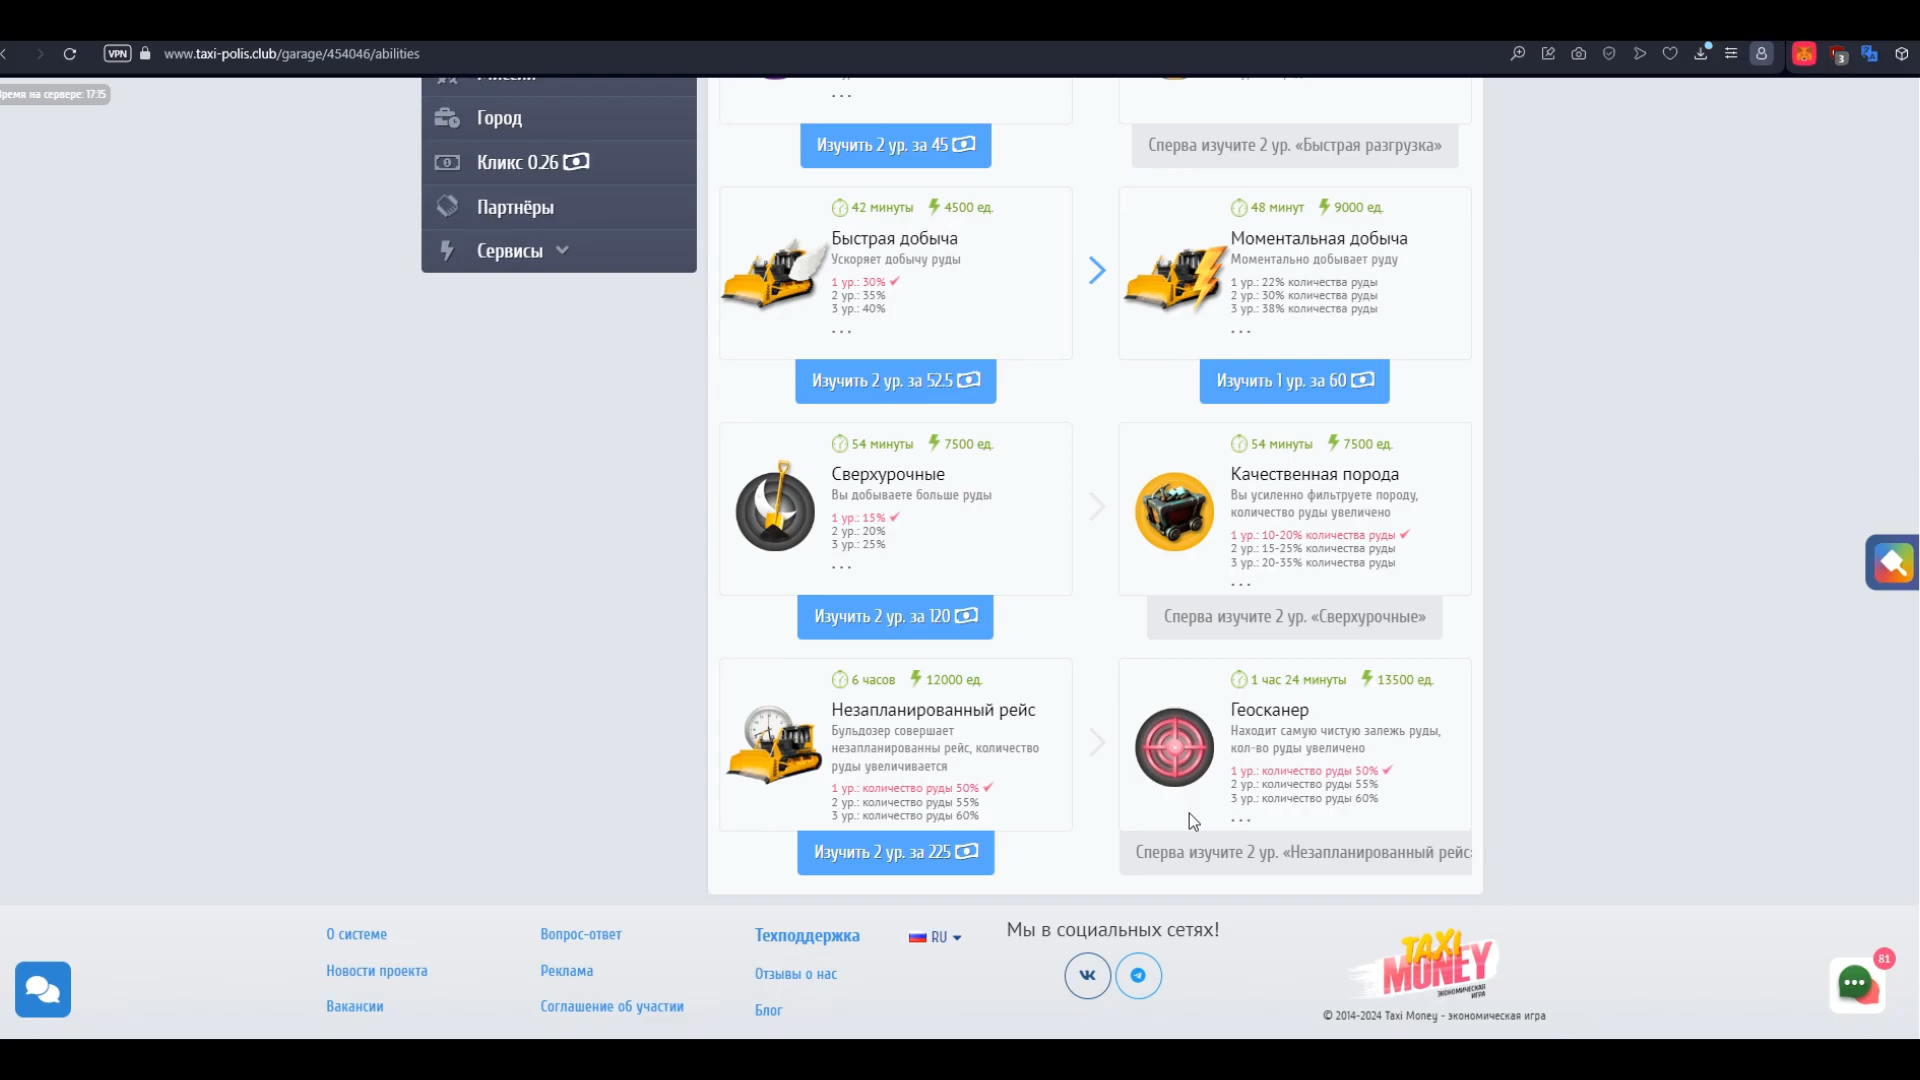 VPN
www.taxi-polis.club/garage/454046/abilities
3
ремя на сервере: 17:15
Миссии
Город
Кликс 0.26
Партнёры
Сервисы
...
Изучить 2 ур. за 45
Сперва изучите 2 ур. «Быстрая разгрузка»
42 минуты 4500 ед.
Быстрая добыча
Ускоряет добычу руды
1 ур.: 30%
2 ур.: 35%
3 ур.: 40%
...
Изучить 2 ур. за 52.5
48 минут 9000 ед.
Моментальная добыча
Моментально добывает руду
1 ур.: 22% количества руды
2 ур.: 30% количества руды
3 ур.: 38% количества руды
...
Изучить 1 ур. за 60
54 минуты 7500 ед.
Сверхурочные
Вы добываете больше руды
1 ур.: 15%
2 ур.: 20%
3 ур.: 25%
...
Изучить 2 ур. за 120
54 минуты 7500 ед.
Качественная порода
Вы усиленно фильтруете породу,
количество руды увеличено
1 ур.: 10-20% количества руды
2 ур.: 15-25% количества руды
3 ур.: 20-35% количества руды
...
Сперва изучите 2 ур. «Сверхурочные»
6 часов 12000 ед.
Незапланированный рейс
Бульдозер совершает
незапланированны рейс, количество
руды увеличивается
1 ур.: количество руды 50%
2 ур.: количество руды 55%
3 ур.: количество руды 60%
Изучить 2 ур. за 225
1 час 24 минуты 13500 ед.
Геосканер
Находит самую чистую залежь руды,
кол-во руды увеличено
1 ур.: количество руды 50%
2 ур.: количество руды 55%
3 ур.: количество руды 60%
...
Сперва изучите 2 ур. «Незапланированный рейс»
О системе
Новости проекта
Вакансии
Вопрос-ответ
Реклама
Соглашение об участии
Техподдержка
Отзывы о нас
Блог
RU
Мы в социальных сетях!
TAXI
MONEY
ЭКОНОМИЧЕСКАЯ
ИГРА
© 2014-2024 Taxi Money - экономическая игра
81